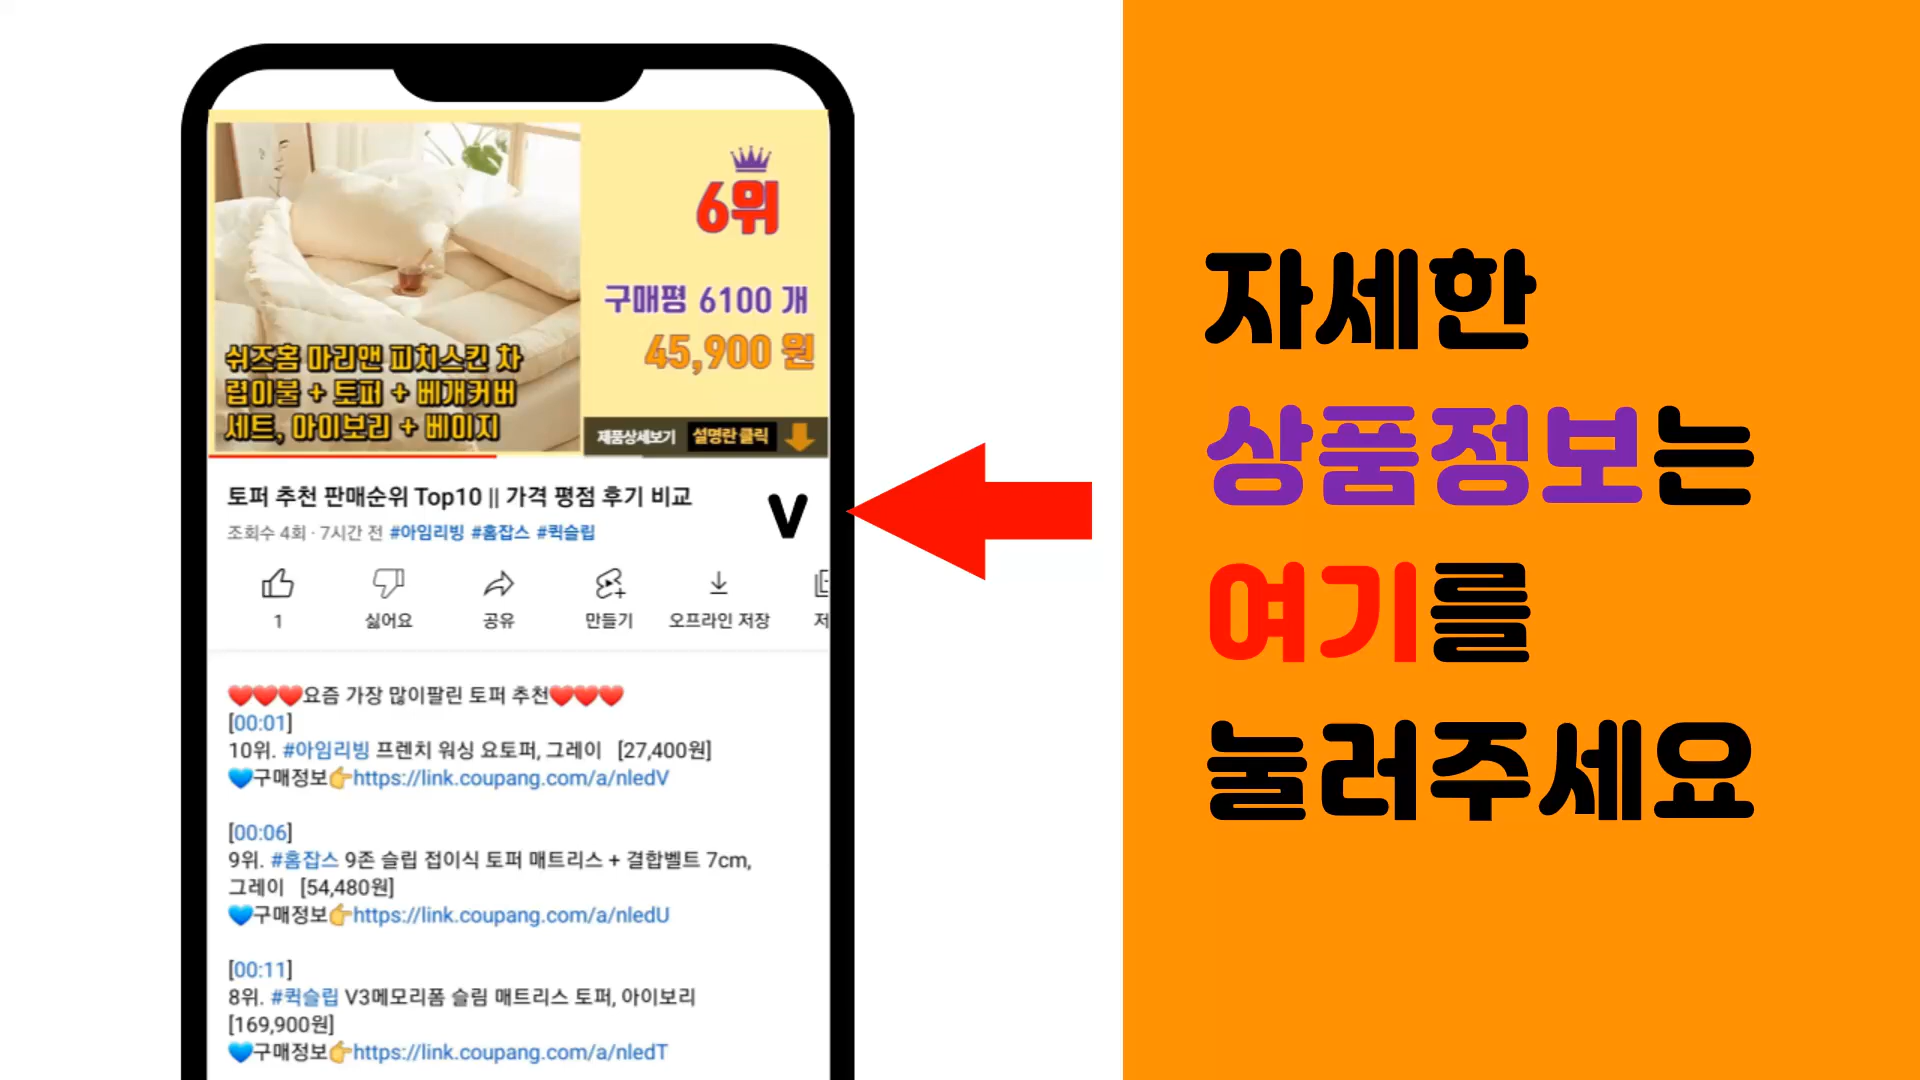 6위
구매평 6100 개
45,900 원
쉬즈홈 마리앤 피치스킨 차
렵이불 + 토퍼 + 베개커버
세트, 아이보리 + 베이지
제품상세보기 설명란 클릭
토퍼 추천 판매순위 Top10 || 가격 평점 후기 비교
V
조회수 4회 · 7시간 전 #아임리빙 #홈잡스 #퀵슬립
1 싫어요 공유 만들기 오프라인 저장 저
❤️❤️❤️요즘 가장 많이팔린 토퍼 추천❤️❤️❤️
[00:01]
10위. #아임리빙 프렌치 워싱 요토퍼, 그레이 [27,400원]
💙구매정보👉https://link.coupang.com/a/nledV
[00:06]
9위. #홈잡스 9존 슬립 접이식 토퍼 매트리스 + 결합벨트 7cm,
그레이 [54,480원]
💙구매정보👉https://link.coupang.com/a/nledU
[00:11]
8위. #퀵슬립 V3메모리폼 슬림 매트리스 토퍼, 아이보리
[169,900원]
💙구매정보👉https://link.coupang.com/a/nledT
자세한
상품정보는
여기를
눌러주세요